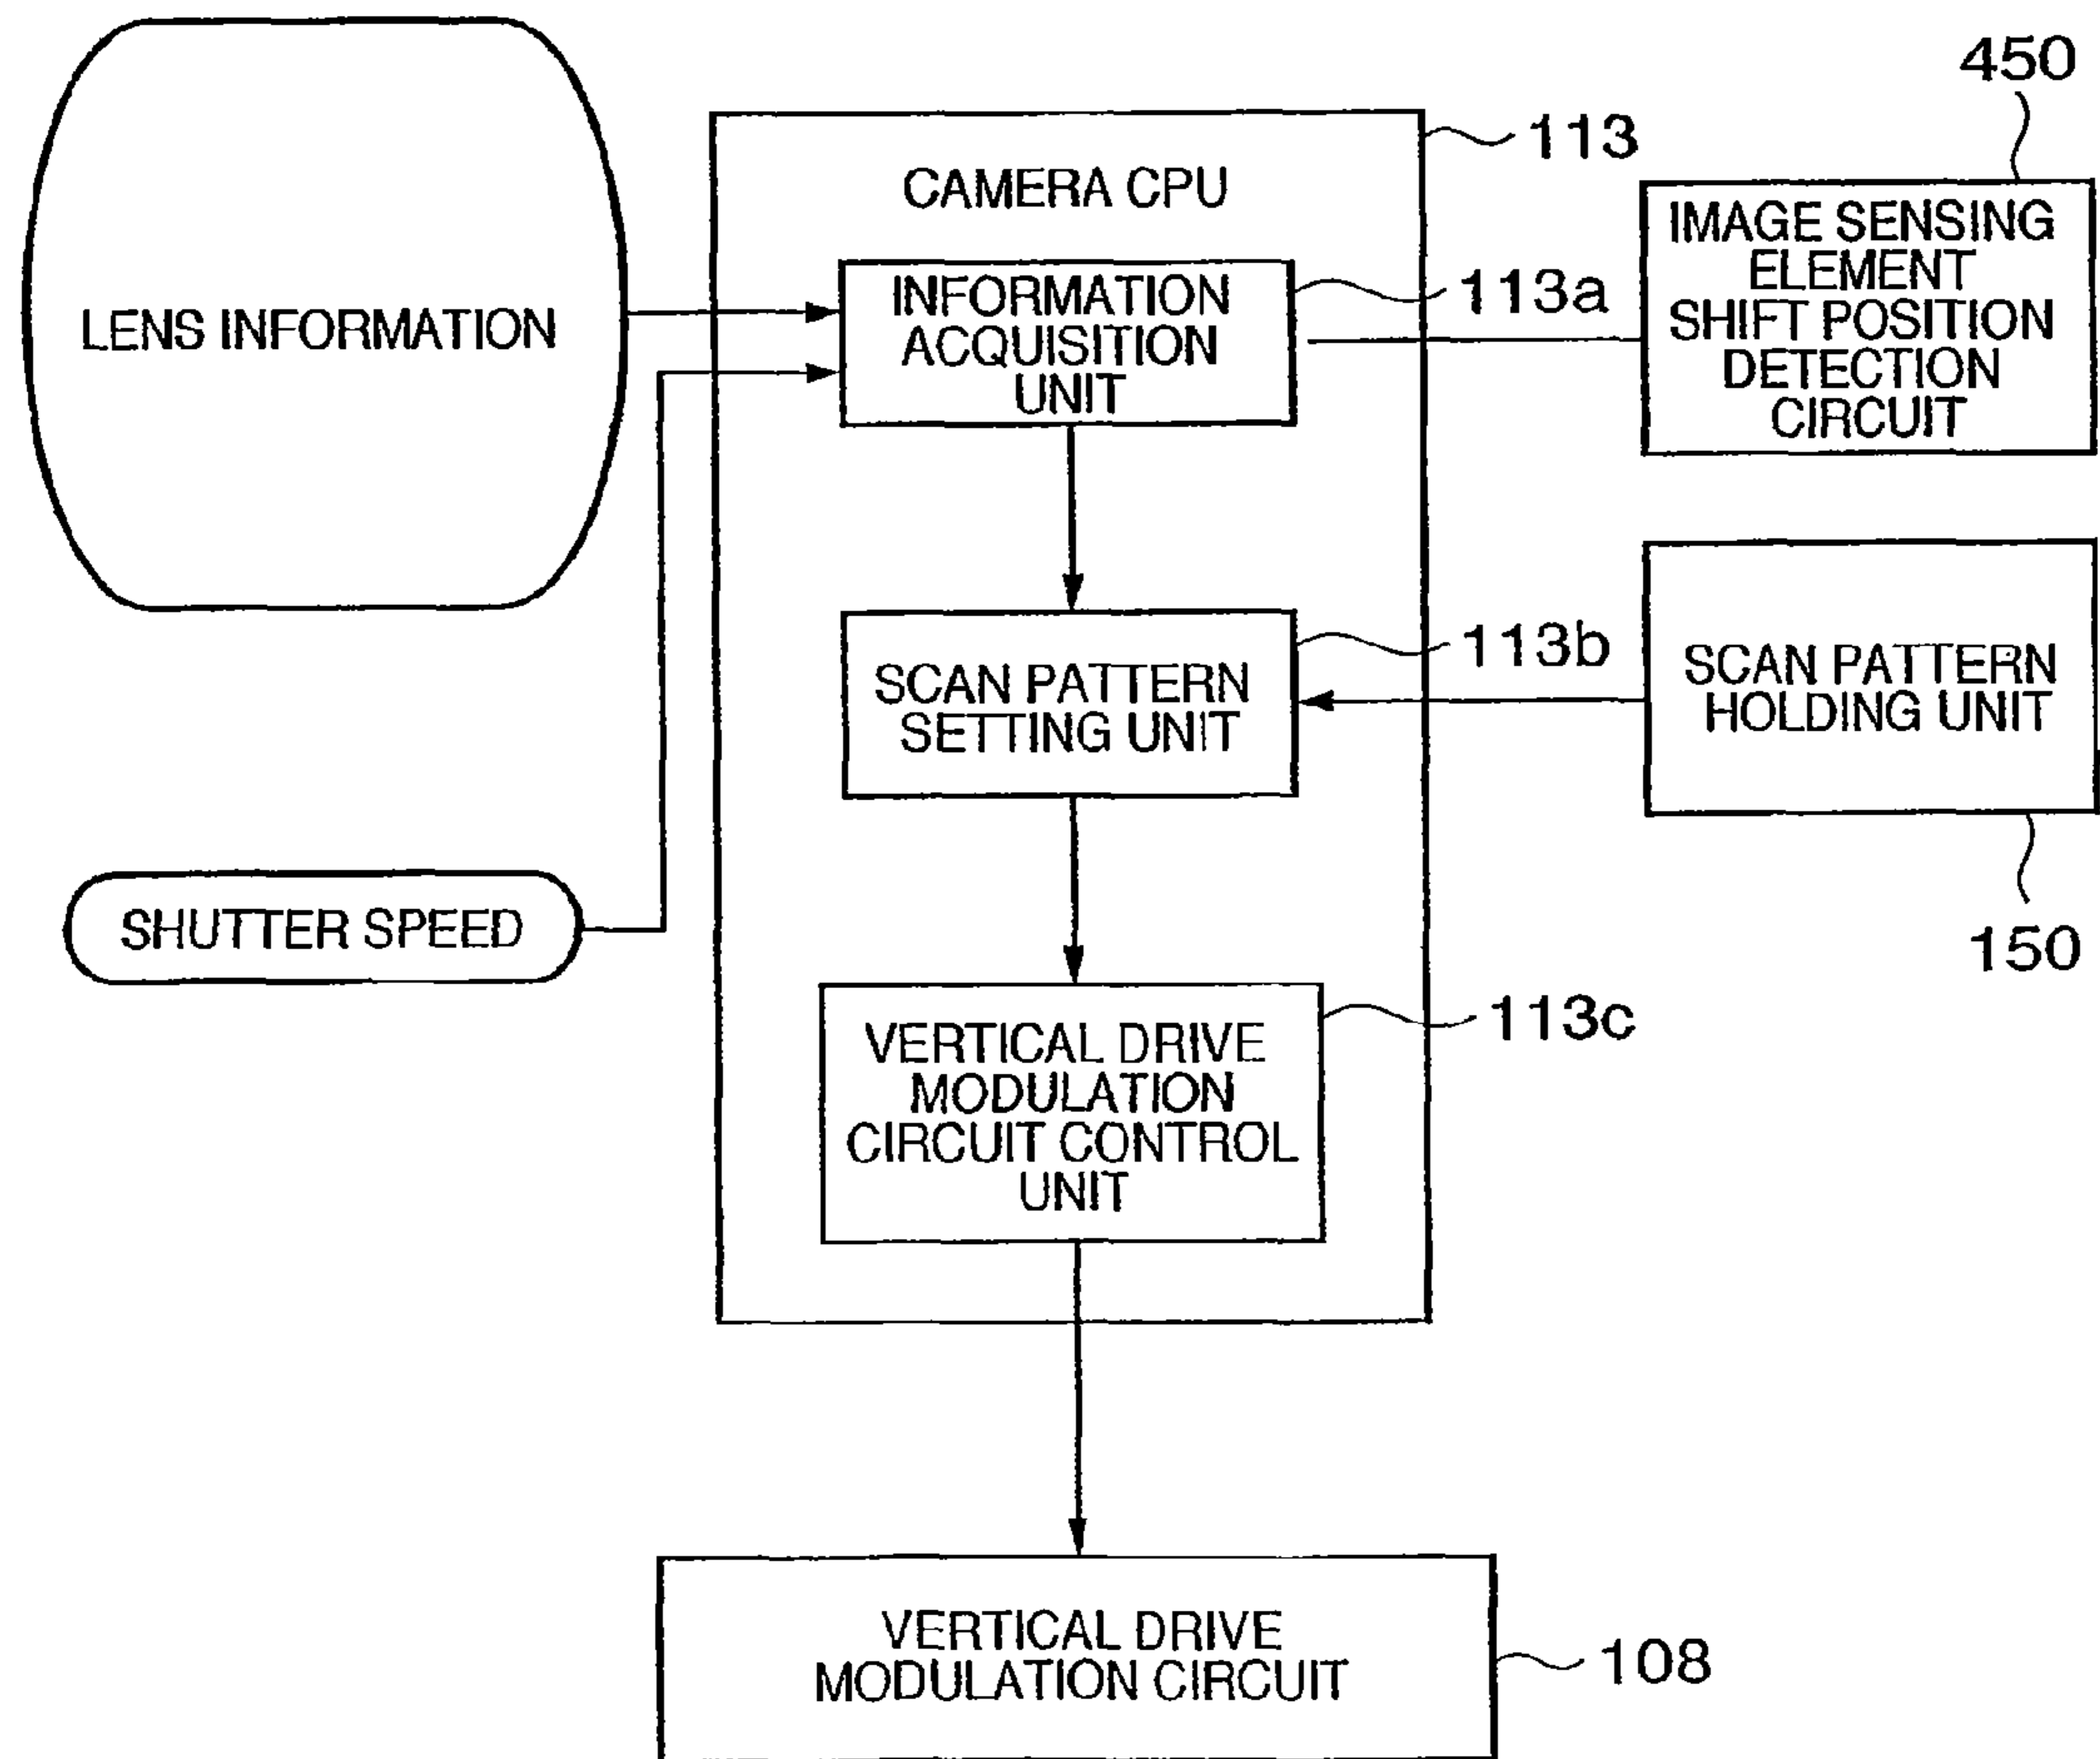 450
113
CAMERA CPU
IMAGE SENSING
ELEMENT
SHIFT POSITION
DETECTION
CIRCUIT
INFORMATION
ACQUISITION
UNIT
113a
LENS INFORMATION
SCAN PATTERN
SETTING UNIT
113b
SCAN PATTERN
HOLDING UNIT
150
SHUTTER SPEED
VERTICAL DRIVE
MODULATION
CIRCUIT CONTROL
UNIT
113c
VERTICAL DRIVE
MODULATION CIRCUIT
108